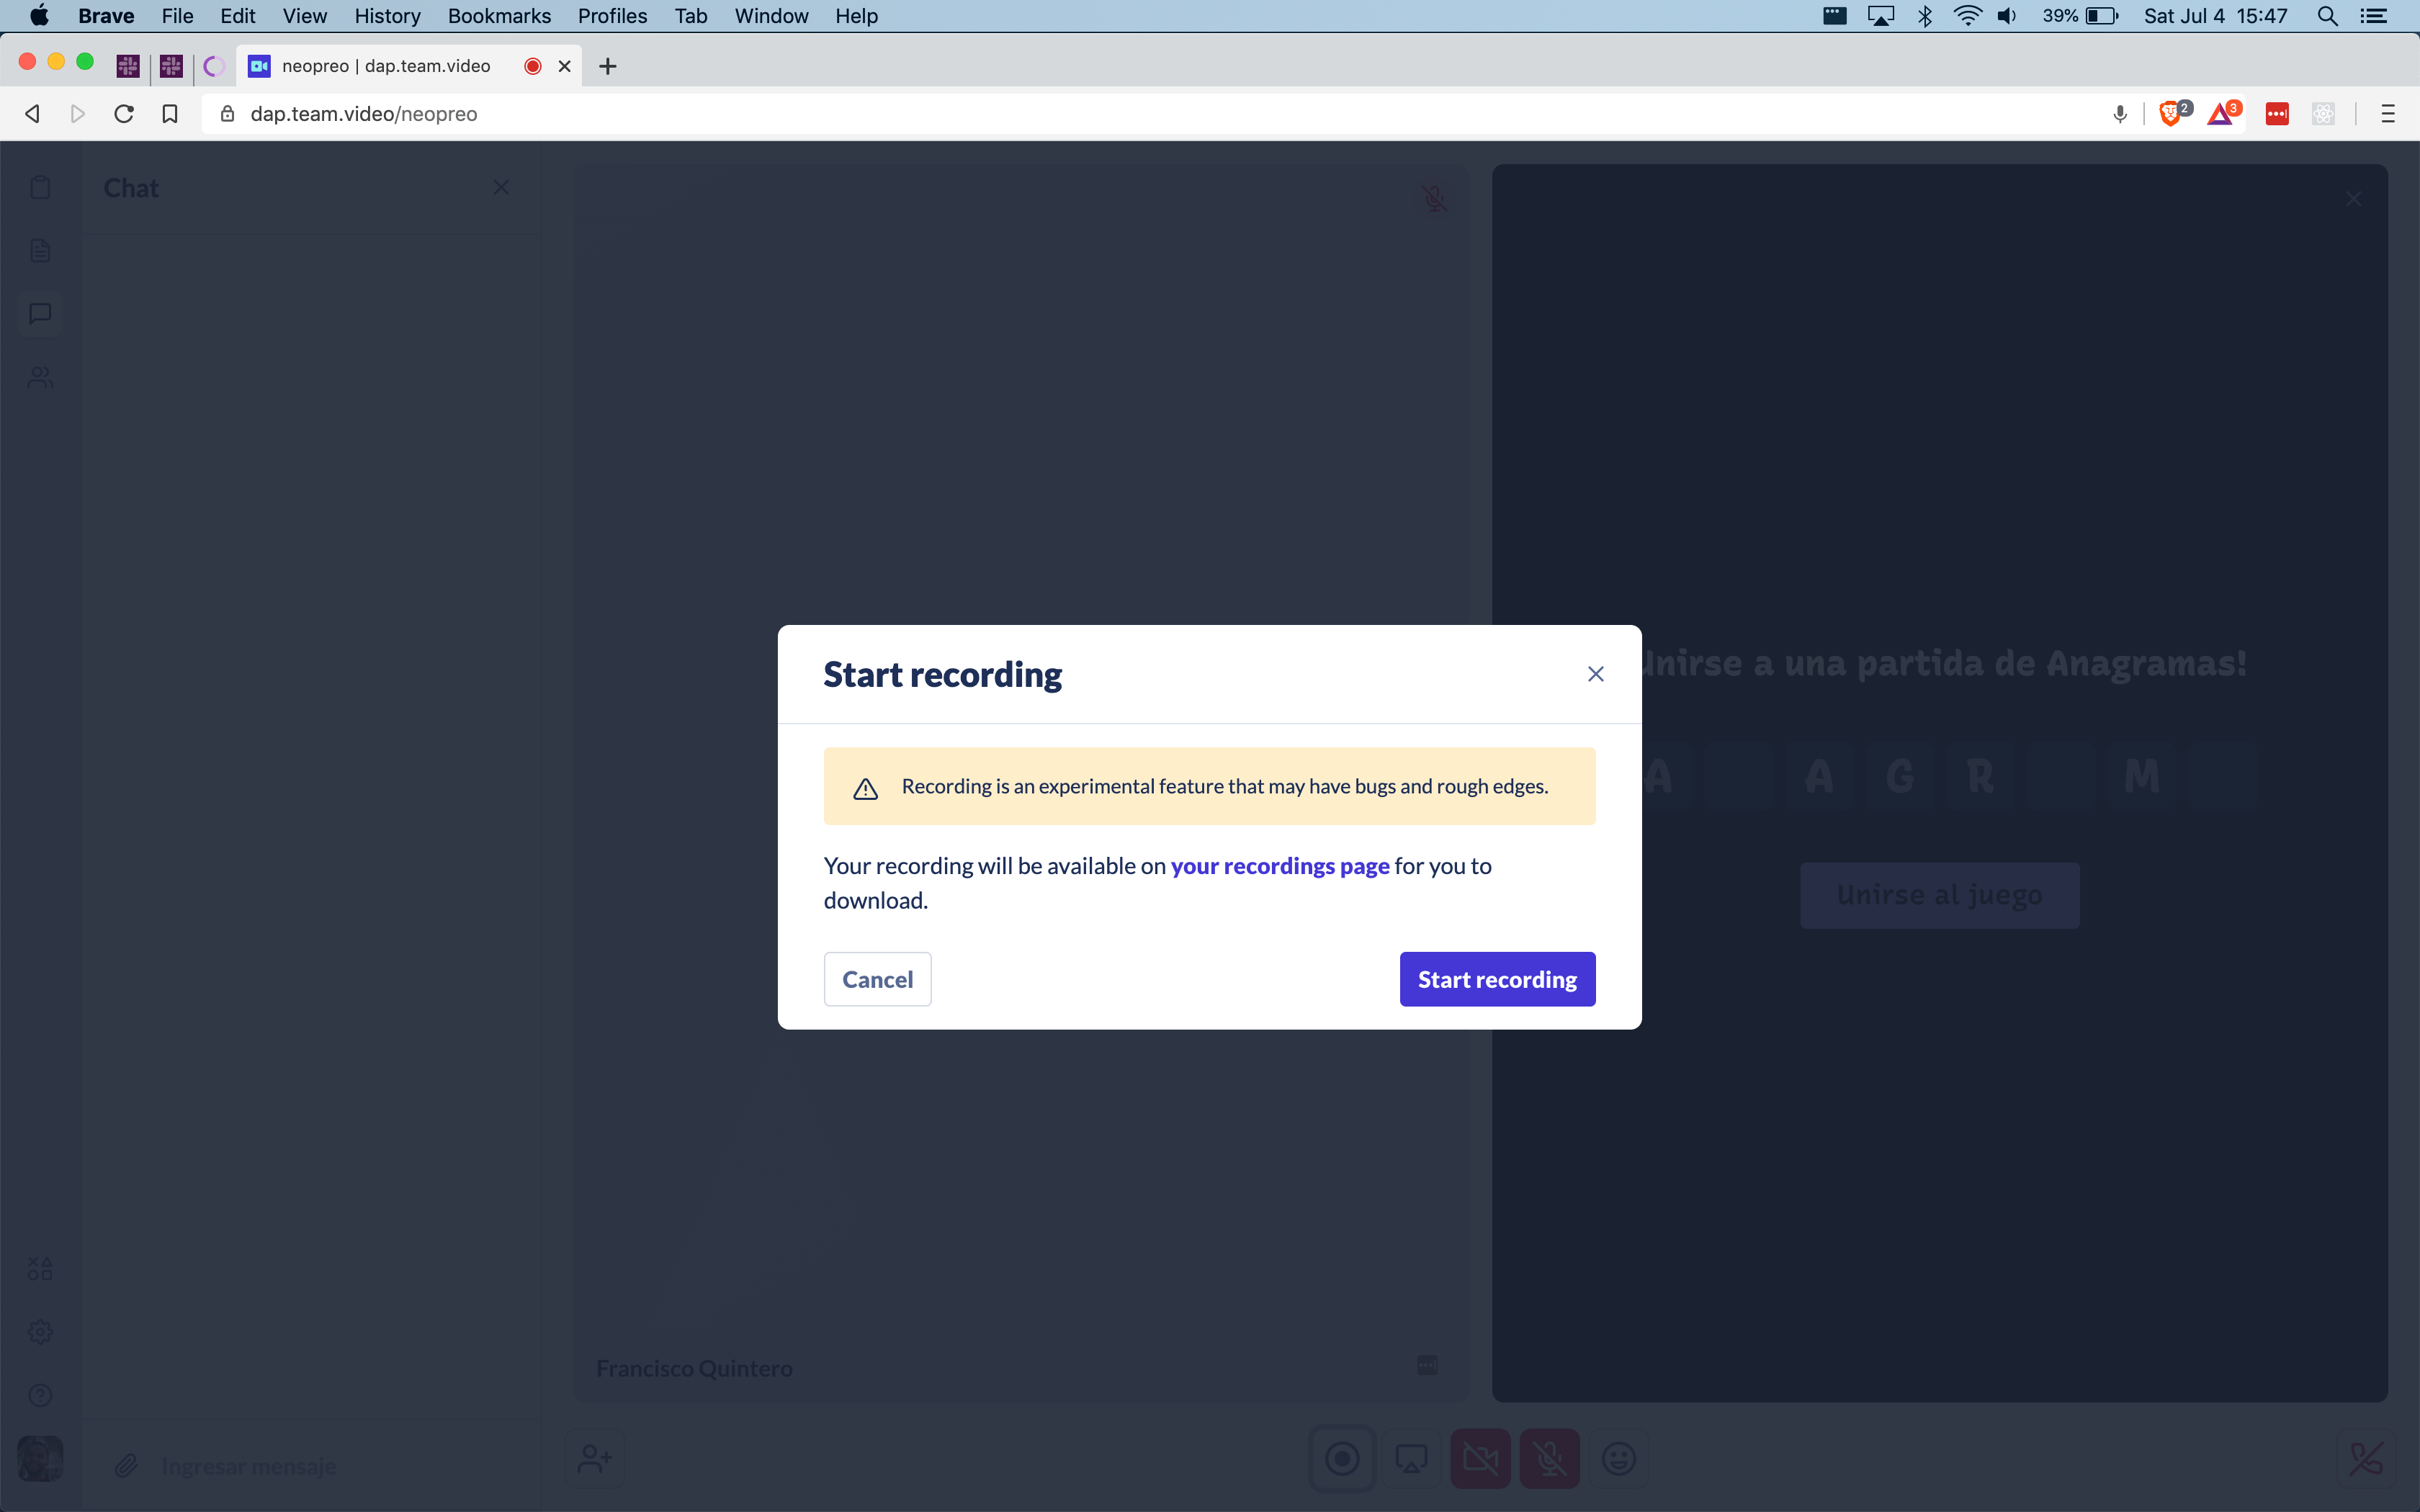 Brave File Edit View History Bookmarks Profiles Tab Window Help 39% Sat Jul 4 15:47
neopreo | dap.team.video
dap.team.video/neopreo 2 3
Chat
Start recording
Unirse a una partida de Anagramas!
Recording is an experimental feature that may have bugs and rough edges.
A A G R M
Your recording will be available on your recordings page for you to
download.
Unirse al juego
Cancel Start recording
Francisco Quintero
Ingresar mensaje